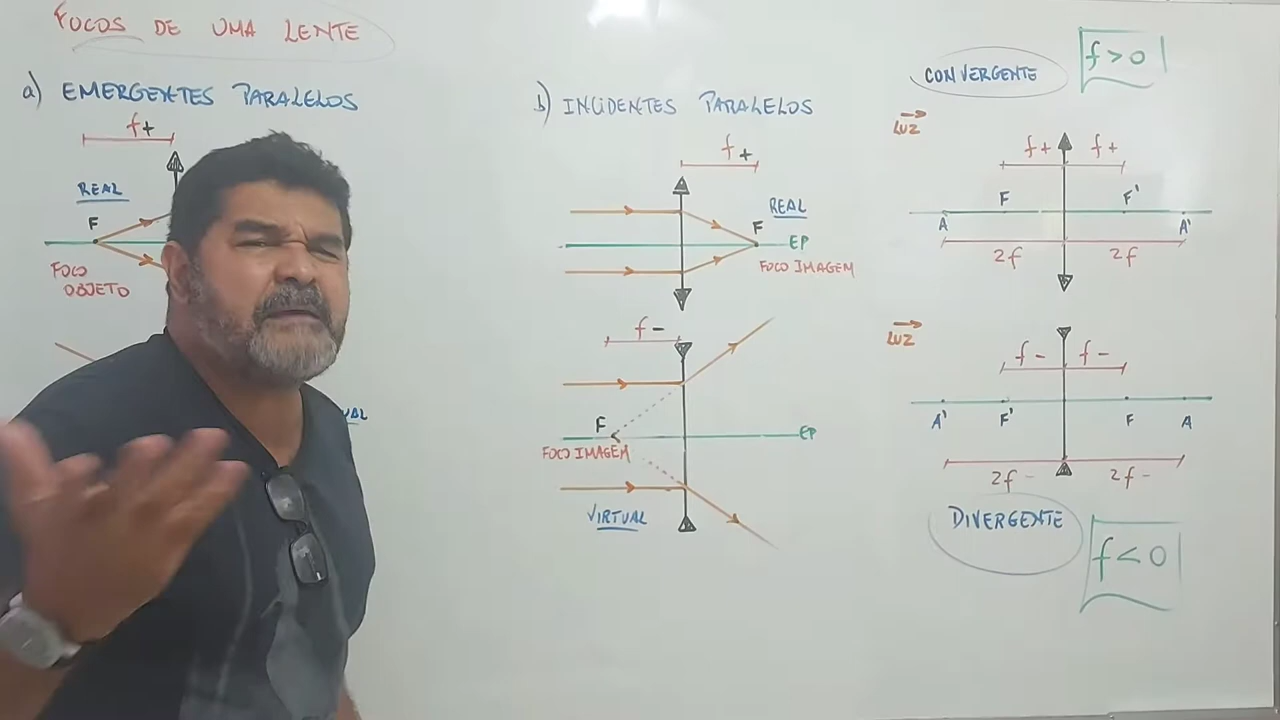 FOCOS DE UMA LENTE
a) EMERGENTES PARALELOS
f+
REAL
F
FOCO
OBJETO
b) INCIDENTES PARALELOS
f+
REAL
F
EP
FOCO IMAGEM
f-
F
EP
FOCO IMAGEM
VIRTUAL
CONVERGENTE
f > 0
LUZ
f+ f+
F F'
A A'
2f 2f
LUZ
f- f-
A' F' F A
2f- 2f-
DIVERGENTE
f < 0